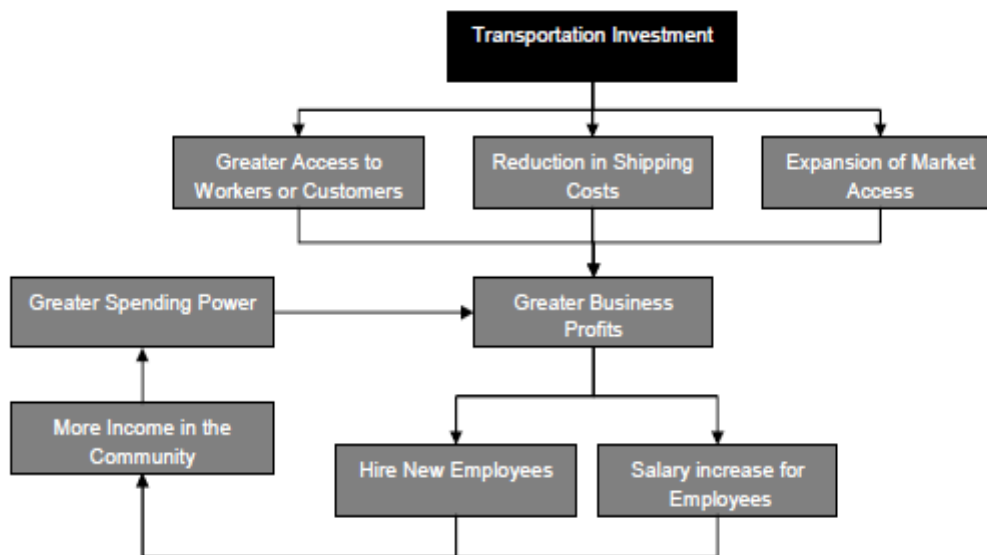 Transportation Investment
Greater Access to
Workers or Customers
Reduction in Shipping
Costs
Expansion of Market
Access
Greater Spending Power
Greater Business
Profits
More Income in the
Community
Hire New Employees
Salary increase for
Employees